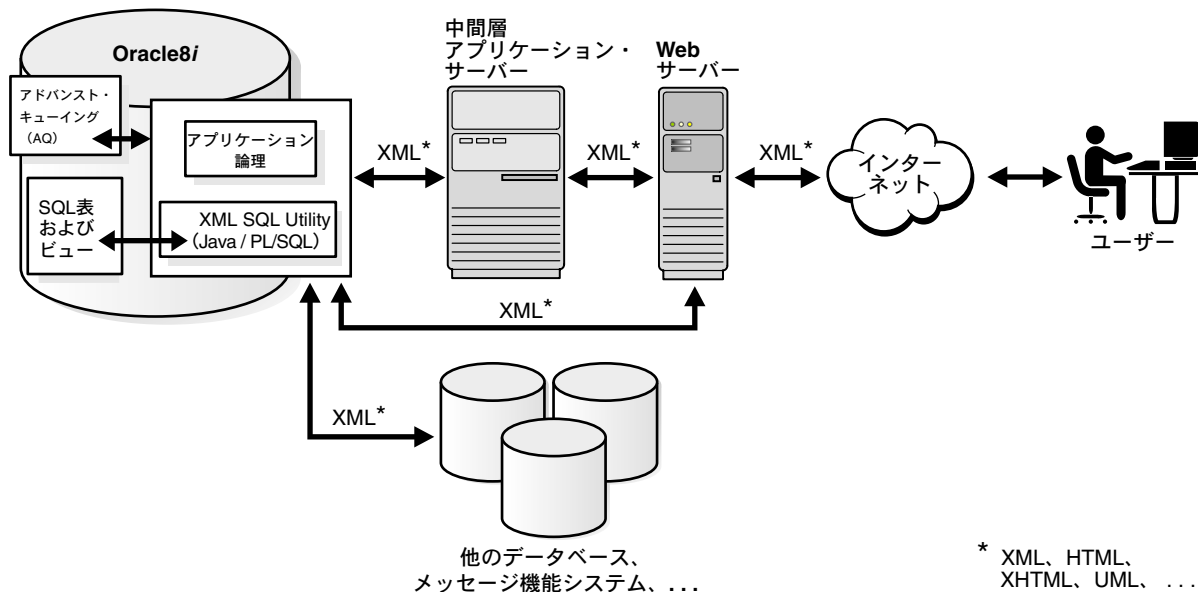 Oracle8i
アドバンスト・
キューイング
(AQ)
アプリケーション
論理
SQL表
および
ビュー
XML SQL Utility
(Java / PL/SQL)
中間層
アプリケーション・
サーバー
Web
サーバー
XML*
XML*
XML*
インター
ネット
ユーザー
XML*
XML*
他のデータベース、
メッセージ機能システム、...
* XML、HTML、
XHTML、UML、 ...